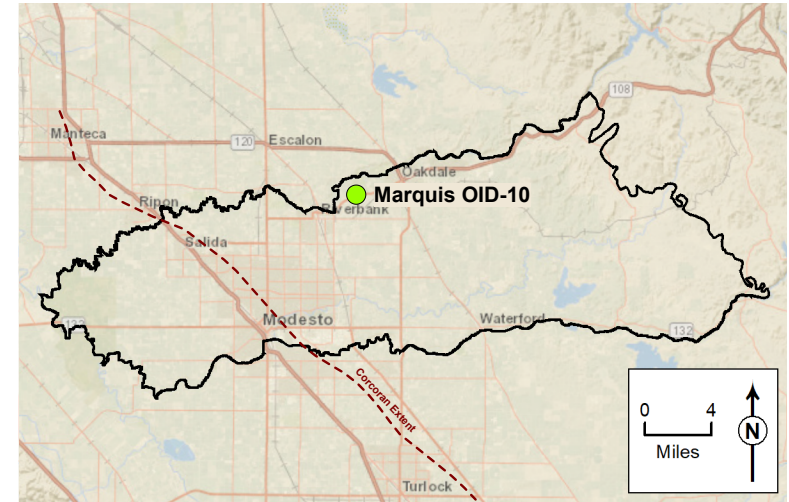 108
Manteca
120
Escalon
Oakdale
Marquis OID-10
Ripon
Riverbank
Salida
132
Modesto
Waterford
132
Corcoran Extent
0 4
Miles
N
Turlock